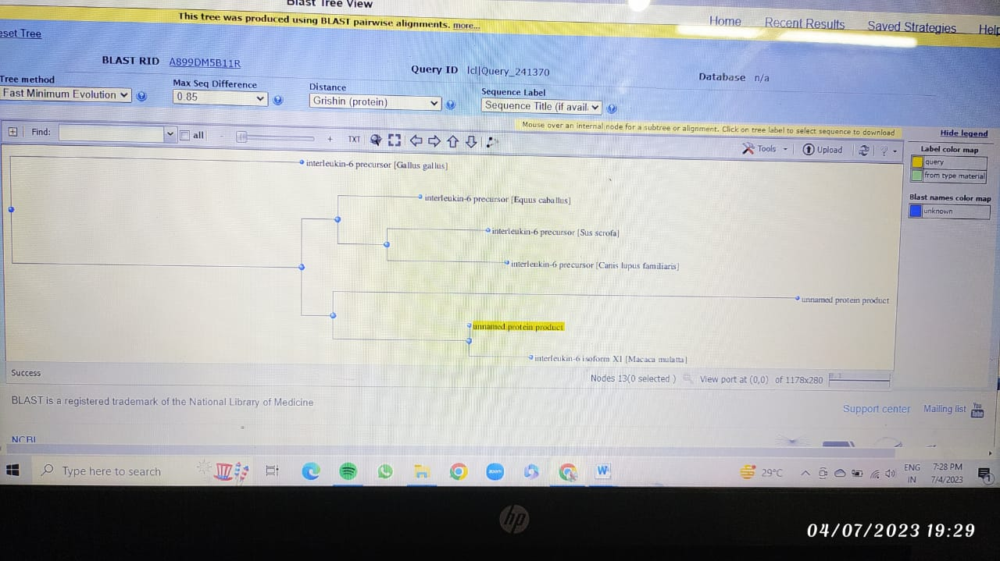 Blast Tree View
This tree was produced using BLAST pairwise alignments. more...
Home Recent Results Saved Strategies Help
eset Tree
BLAST RID A899DM5B11R
Query ID lcl|Query_241370
Database n/a
Tree method
Fast Minimum Evolution
Max Seq Difference
0.85
Distance
Grishin (protein)
Sequence Label
Sequence Title (if avail
Mouse over an internal node for a subtree or alignment. Click on tree label to select sequence to download
Hide legend
Find:
all
- +
TXT
Tools
Upload
?
Label color map
query
from type material
Blast names color map
unknown
interleukin-6 precursor [Gallus gallus]
interleukin-6 precursor [Equus caballus]
interleukin-6 precursor [Sus scrofa]
interleukin-6 precursor [Canis lupus familiaris]
unnamed protein product
unnamed protein product
interleukin-6 isoform X1 [Macaca mulatta]
Success
Nodes 13(0 selected )
View port at (0,0) of 1178x280
0.1
BLAST is a registered trademark of the National Library of Medicine
Support center Mailing list You Tube
NCBI
Type here to search
zoom
W
29°C
ENG
IN
7:28 PM
7/4/2023
1
hp
04/07/2023 19:29